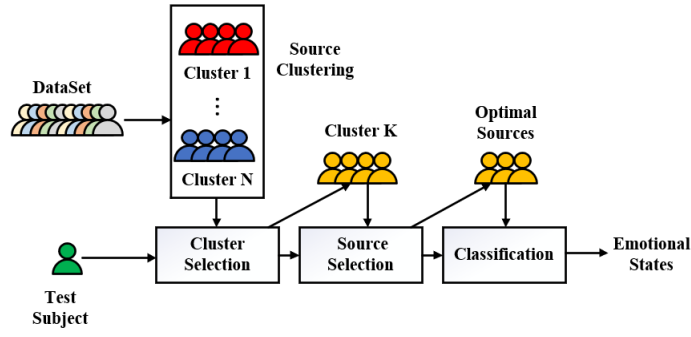 DataSet
Cluster 1
⋮
Cluster N
Source
Clustering
Cluster K
Optimal
Sources
Test
Subject
Cluster
Selection
Source
Selection
Classification
Emotional
States